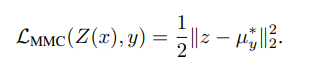 $\mathcal{L}_{\text{MMC}}(Z(x), y) = \frac{1}{2}\|z - \mu_y^*\|_2^2.$